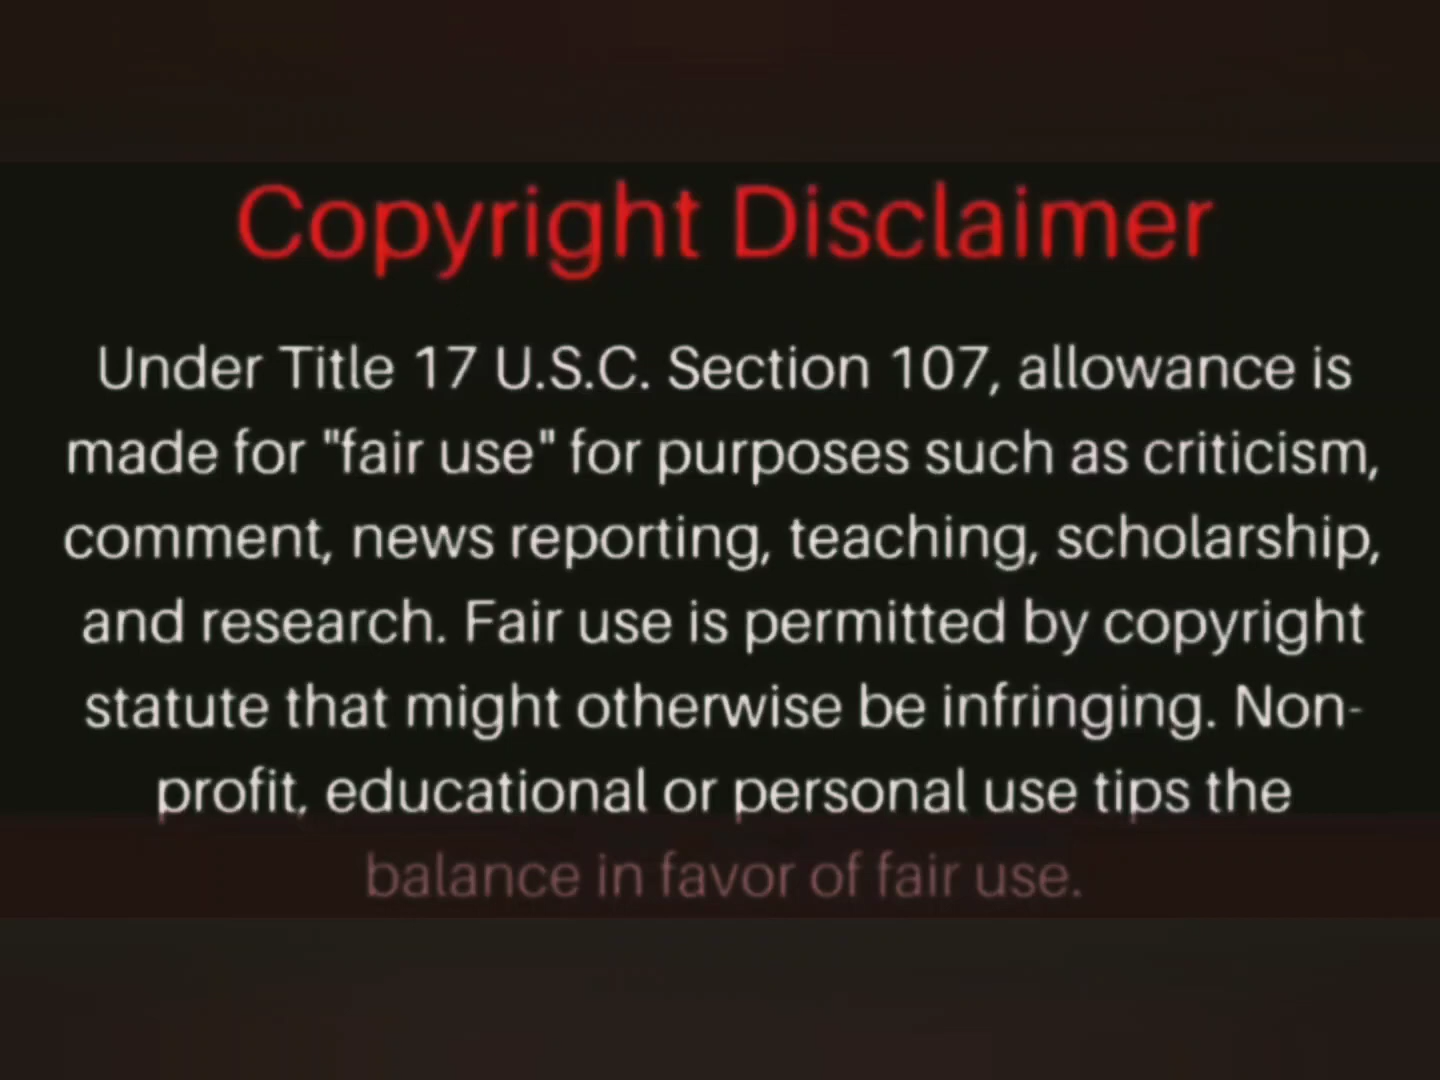 Copyright Disclaimer
Under Title 17 U.S.C. Section 107, allowance is
made for "fair use" for purposes such as criticism,
comment, news reporting, teaching, scholarship,
and research. Fair use is permitted by copyright
statute that might otherwise be infringing. Non-
profit, educational or personal use tips the
balance in favor of fair use.